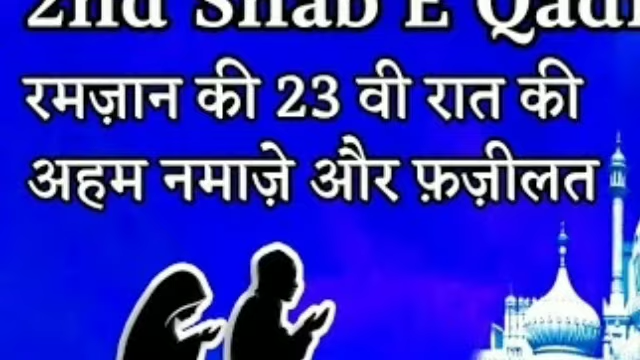 2nd Shab E Qadr
रमज़ान की 23 वी रात की
अहम नमाज़े और फ़ज़ीलत